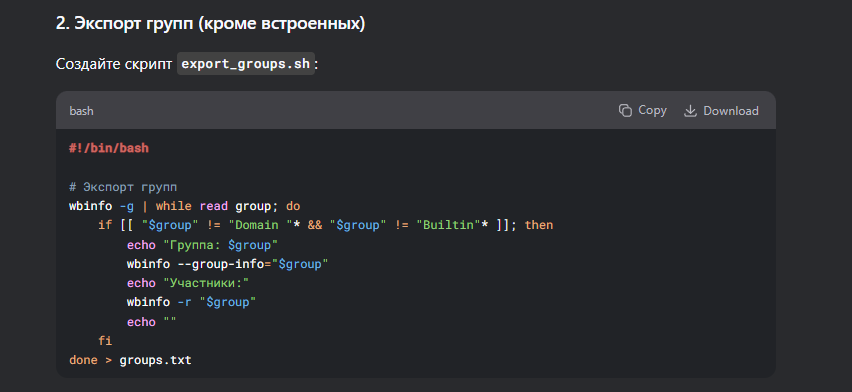 2. Экспорт групп (кроме встроенных)
Создайте скрипт export_groups.sh:
bash
Copy
Download
#!/bin/bash

# Экспорт групп
wbinfo -g | while read group; do
    if [[ "$group" != "Domain "* && "$group" != "Builtin"* ]]; then
        echo "Группа: $group"
        wbinfo --group-info="$group"
        echo "Участники:"
        wbinfo -r "$group"
        echo ""
    fi
done > groups.txt